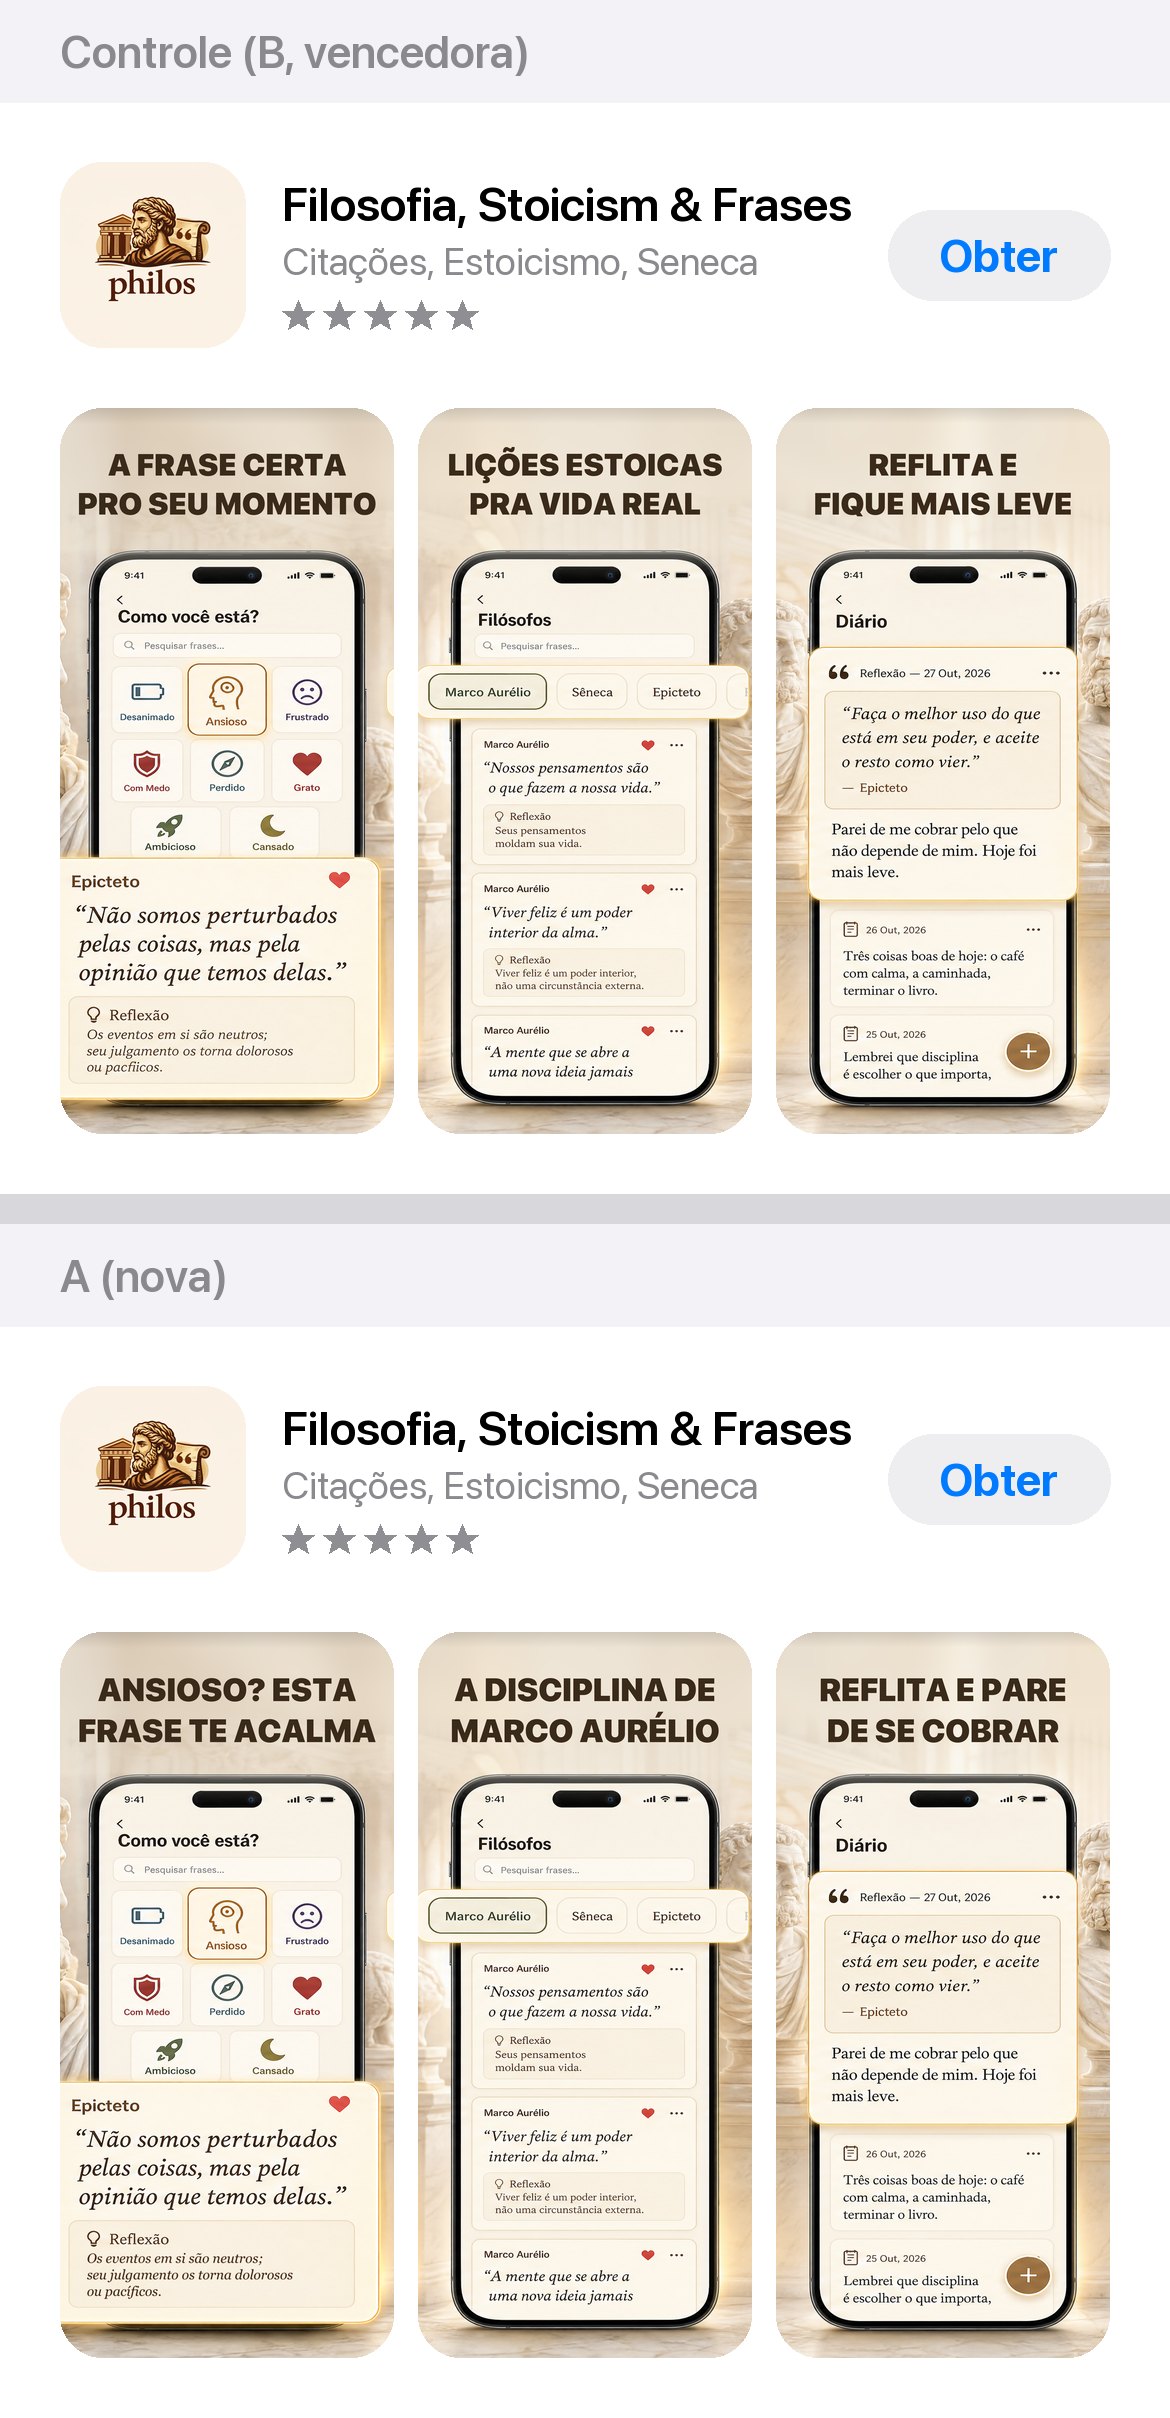 Controle (B, vencedora)
philos
Filosofia, Stoicism & Frases
Citações, Estoicismo, Seneca
Obter
A FRASE CERTA
PRO SEU MOMENTO
9:41
Como você está?
Pesquisar frases...
Desanimado
Ansioso
Frustrado
Com Medo
Perdido
Grato
Ambicioso
Cansado
Epicteto
“Não somos perturbados
pelas coisas, mas pela
opinião que temos delas.”
Reflexão
Os eventos em si são neutros;
seu julgamento os torna dolorosos
ou pacfiicos.
LIÇÕES ESTOICAS
PRA VIDA REAL
9:41
Filósofos
Pesquisar frases...
Marco Aurélio
Sêneca
Epicteto
Marco Aurélio
“Nossos pensamentos são
o que fazem a nossa vida.”
Reflexão
Seus pensamentos
moldam sua vida.
Marco Aurélio
“Viver feliz é um poder
interior da alma.”
Reflexão
Viver feliz é um poder interior,
não uma circunstância externa.
Marco Aurélio
“A mente que se abre a
uma nova ideia jamais
REFLITA E
FIQUE MAIS LEVE
9:41
Diário
Reflexão — 27 Out, 2026
“Faça o melhor uso do que
está em seu poder, e aceite
o resto como vier.”
— Epicteto
Parei de me cobrar pelo que
não depende de mim. Hoje foi
mais leve.
26 Out, 2026
Três coisas boas de hoje: o café
com calma, a caminhada,
terminar o livro.
25 Out, 2026
Lembrei que disciplina
é escolher o que importa,
A (nova)
philos
Filosofia, Stoicism & Frases
Citações, Estoicismo, Seneca
Obter
ANSIOSO? ESTA
FRASE TE ACALMA
9:41
Como você está?
Pesquisar frases...
Desanimado
Ansioso
Frustrado
Com Medo
Perdido
Grato
Ambicioso
Cansado
Epicteto
“Não somos perturbados
pelas coisas, mas pela
opinião que temos delas.”
Reflexão
Os eventos em si são neutros;
seu julgamento os torna dolorosos
ou pacíficos.
A DISCIPLINA DE
MARCO AURÉLIO
9:41
Filósofos
Pesquisar frases...
Marco Aurélio
Sêneca
Epicteto
Marco Aurélio
“Nossos pensamentos são
o que fazem a nossa vida.”
Reflexão
Seus pensamentos
moldam sua vida.
Marco Aurélio
“Viver feliz é um poder
interior da alma.”
Reflexão
Viver feliz é um poder interior,
não uma circunstância externa.
Marco Aurélio
“A mente que se abre a
uma nova ideia jamais
REFLITA E PARE
DE SE COBRAR
9:41
Diário
Reflexão — 27 Out, 2026
“Faça o melhor uso do que
está em seu poder, e aceite
o resto como vier.”
— Epicteto
Parei de me cobrar pelo que
não depende de mim. Hoje foi
mais leve.
26 Out, 2026
Três coisas boas de hoje: o café
com calma, a caminhada,
terminar o livro.
25 Out, 2026
Lembrei que disciplina
é escolher o que importa,